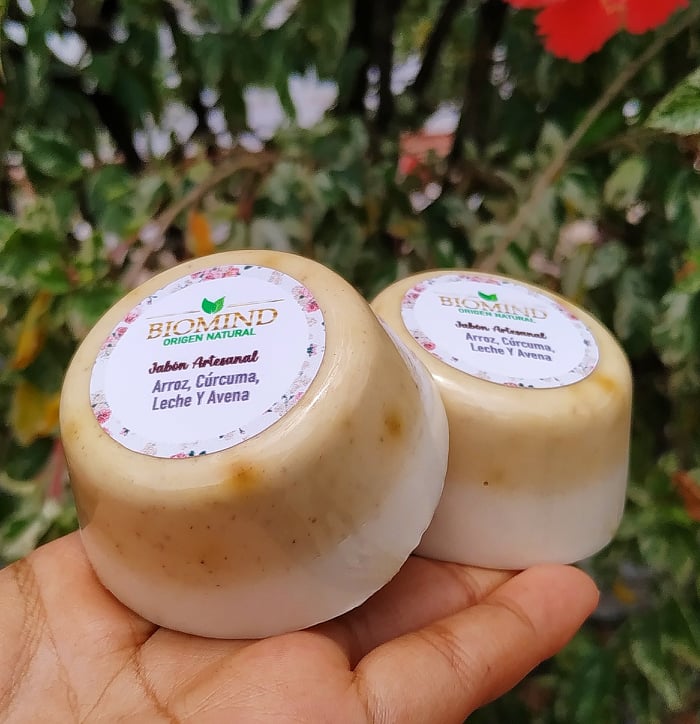 BIOMIND
ORIGEN NATURAL
Jabón Artesanal
Arroz, Cúrcuma,
Leche Y Avena
BIOMIND
ORIGEN NATURAL
Jabón Artesanal
Arroz, Cúrcuma,
Leche Y Avena